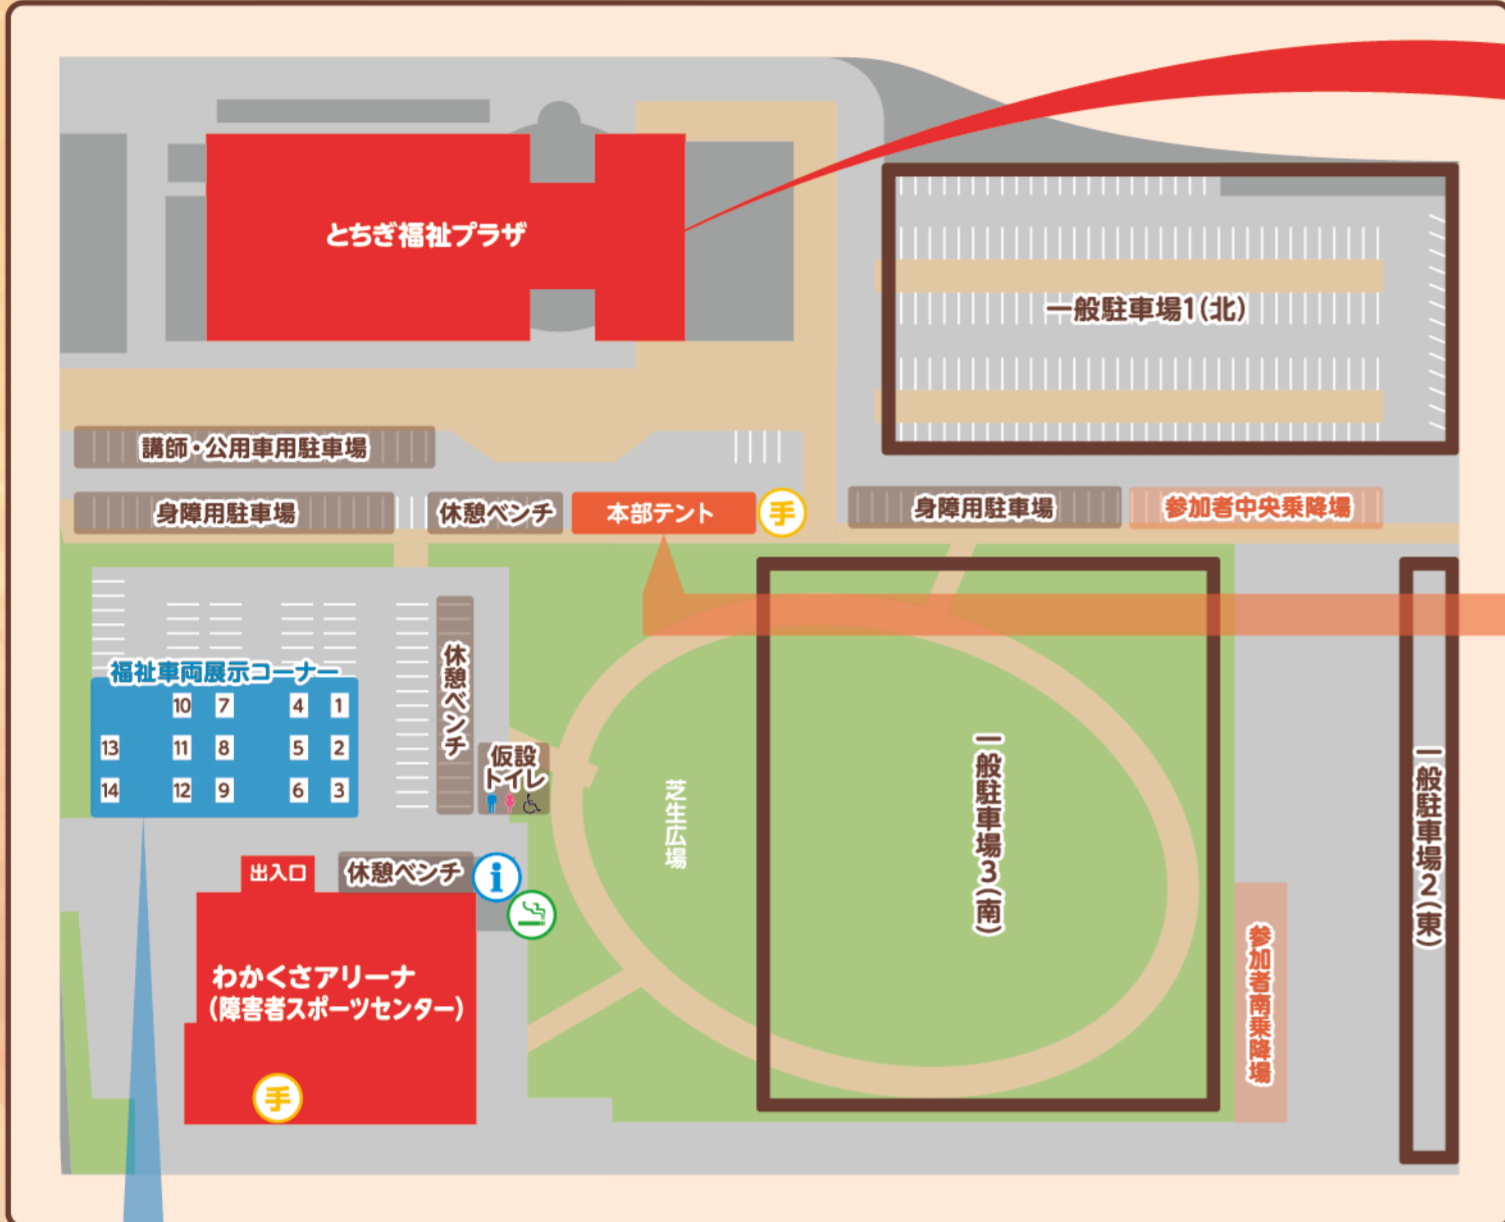 とちぎ福祉プラザ
一般駐車場1(北)
講師・公用車用駐車場
身障用駐車場
休憩ベンチ
本部テント
手
身障用駐車場
参加者中央乗降場
福祉車両展示コーナー
10 7 4 1
13 11 8 5 2
14 12 9 6 3
休憩ベンチ
仮設
トイレ
芝生広場
一般駐車場3(南)
一般駐車場2(東)
出入口
休憩ベンチ
i
わかくさアリーナ
(障害者スポーツセンター)
手
参加者南乗降場